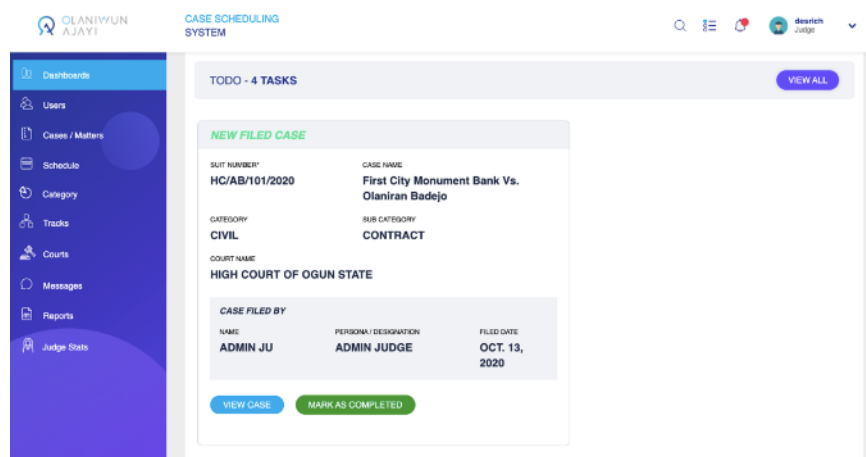 OLANIWUN
AJAYI
CASE SCHEDULING
SYSTEM
desrich
Judge
Dashboards
Users
Cases / Matters
Schedule
Category
Tracks
Courts
Messages
Reports
Judge Stats
TODO - 4 TASKS
VIEW ALL
NEW FILED CASE
SUIT NUMBER* CASE NAME
HC/AB/101/2020 First City Monument Bank Vs.
Olaniran Badejo
CATEGORY SUB CATEGORY
CIVIL CONTRACT
COURT NAME
HIGH COURT OF OGUN STATE
CASE FILED BY
NAME PERSONA / DESIGNATION FILED DATE
ADMIN JU ADMIN JUDGE OCT. 13,
2020
VIEW CASE MARK AS COMPLETED